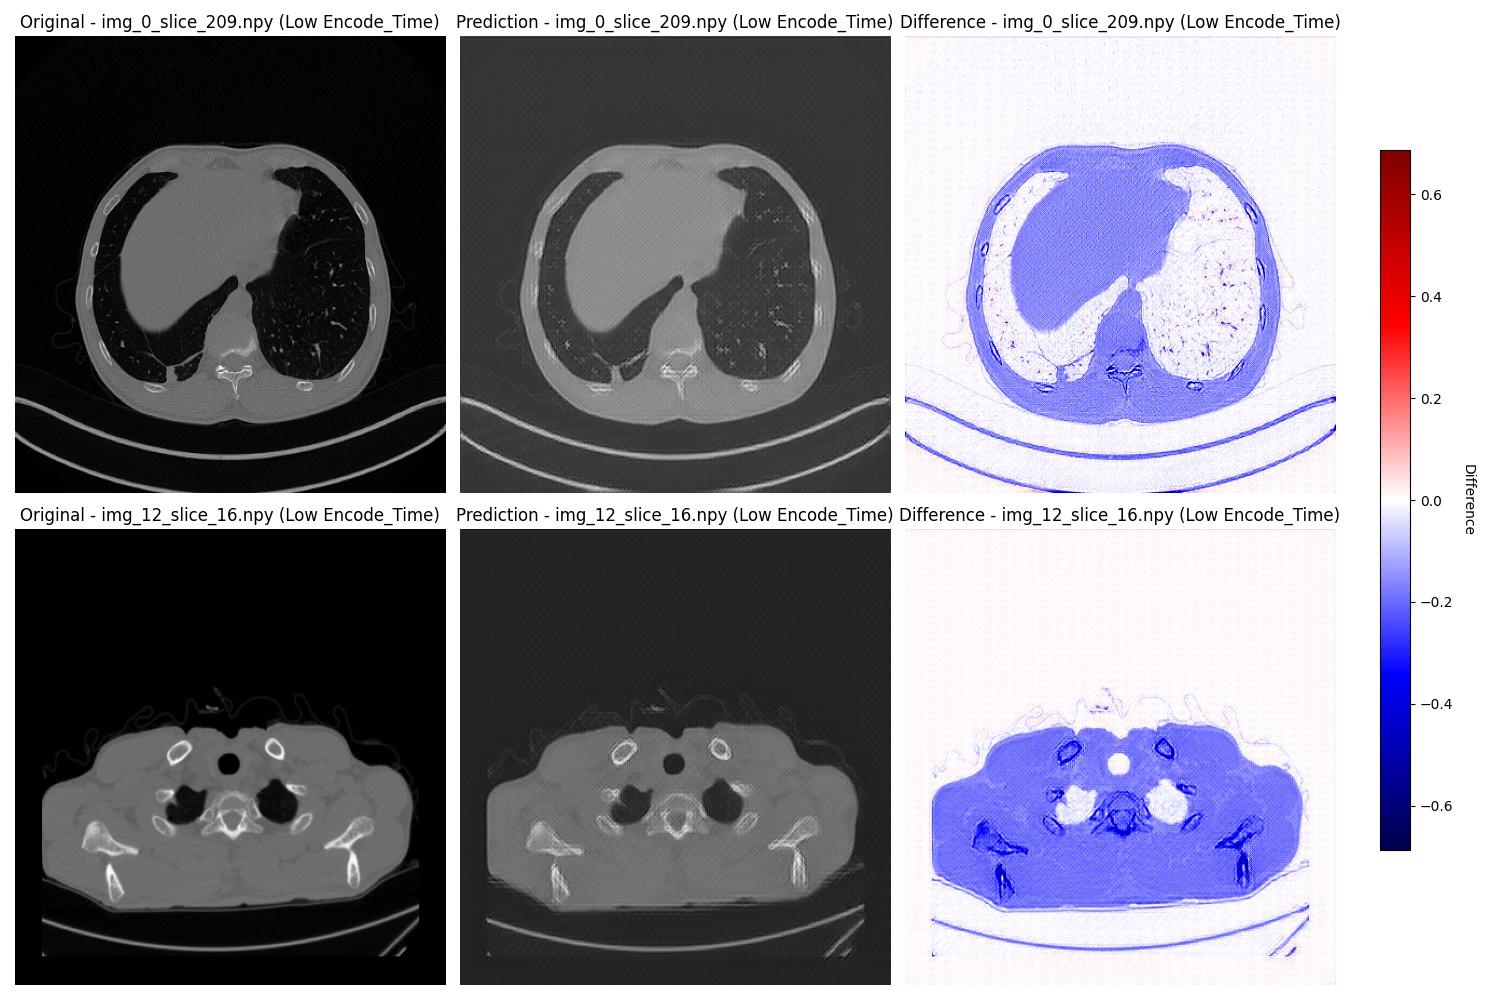 Original - img_0_slice_209.npy (Low Encode_Time)
Prediction - img_0_slice_209.npy (Low Encode_Time)
Difference - img_0_slice_209.npy (Low Encode_Time)
0.6
0.4
0.2
0.0
−0.2
−0.4
−0.6
Difference
Original - img_12_slice_16.npy (Low Encode_Time)
Prediction - img_12_slice_16.npy (Low Encode_Time)
Difference - img_12_slice_16.npy (Low Encode_Time)